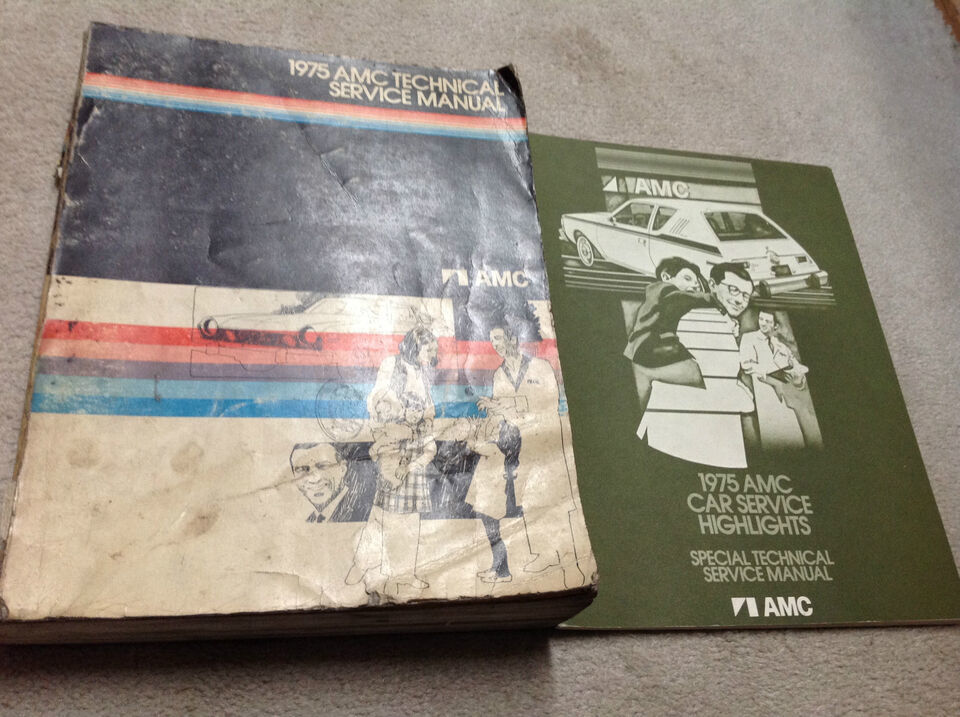 1975 AMC TECHNICAL
SERVICE MANUAL
AMC
AMC
1975 AMC
CAR SERVICE
HIGHLIGHTS
SPECIAL TECHNICAL
SERVICE MANUAL
AMC